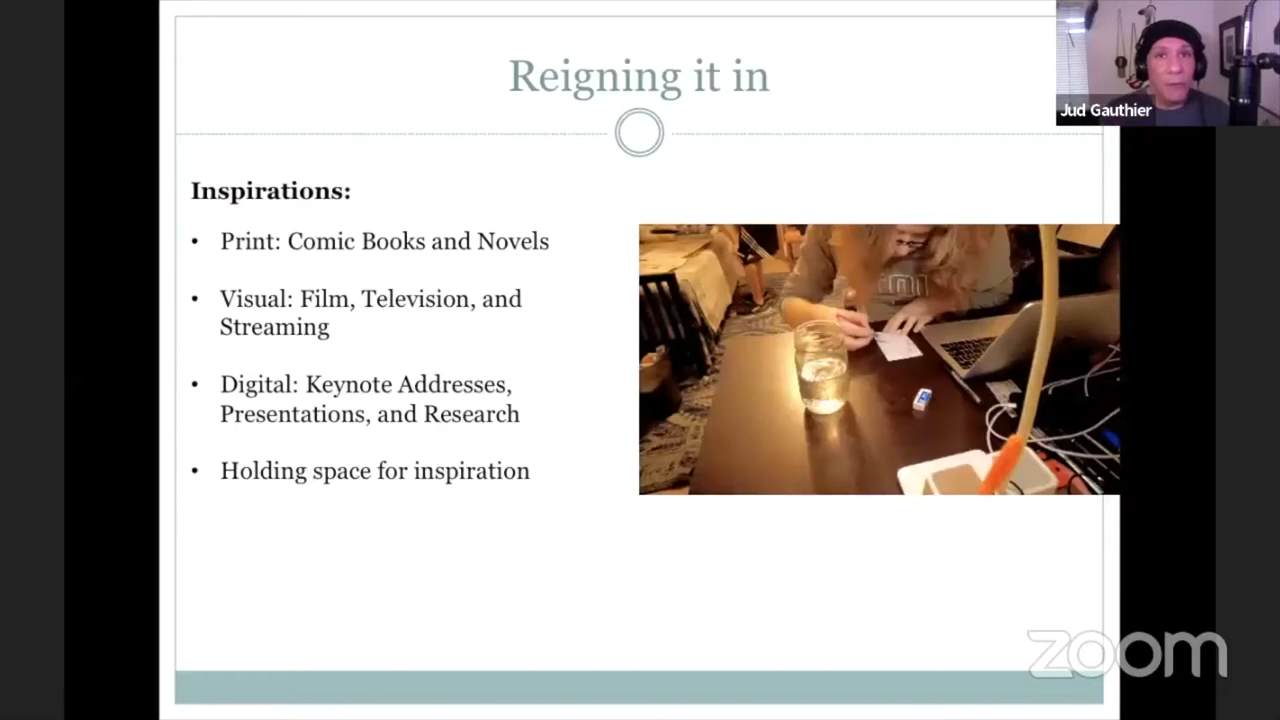 Reigning it in
Jud Gauthier
Inspirations:
• Print: Comic Books and Novels
• Visual: Film, Television, and
Streaming
• Digital: Keynote Addresses,
Presentations, and Research
• Holding space for inspiration
zoom